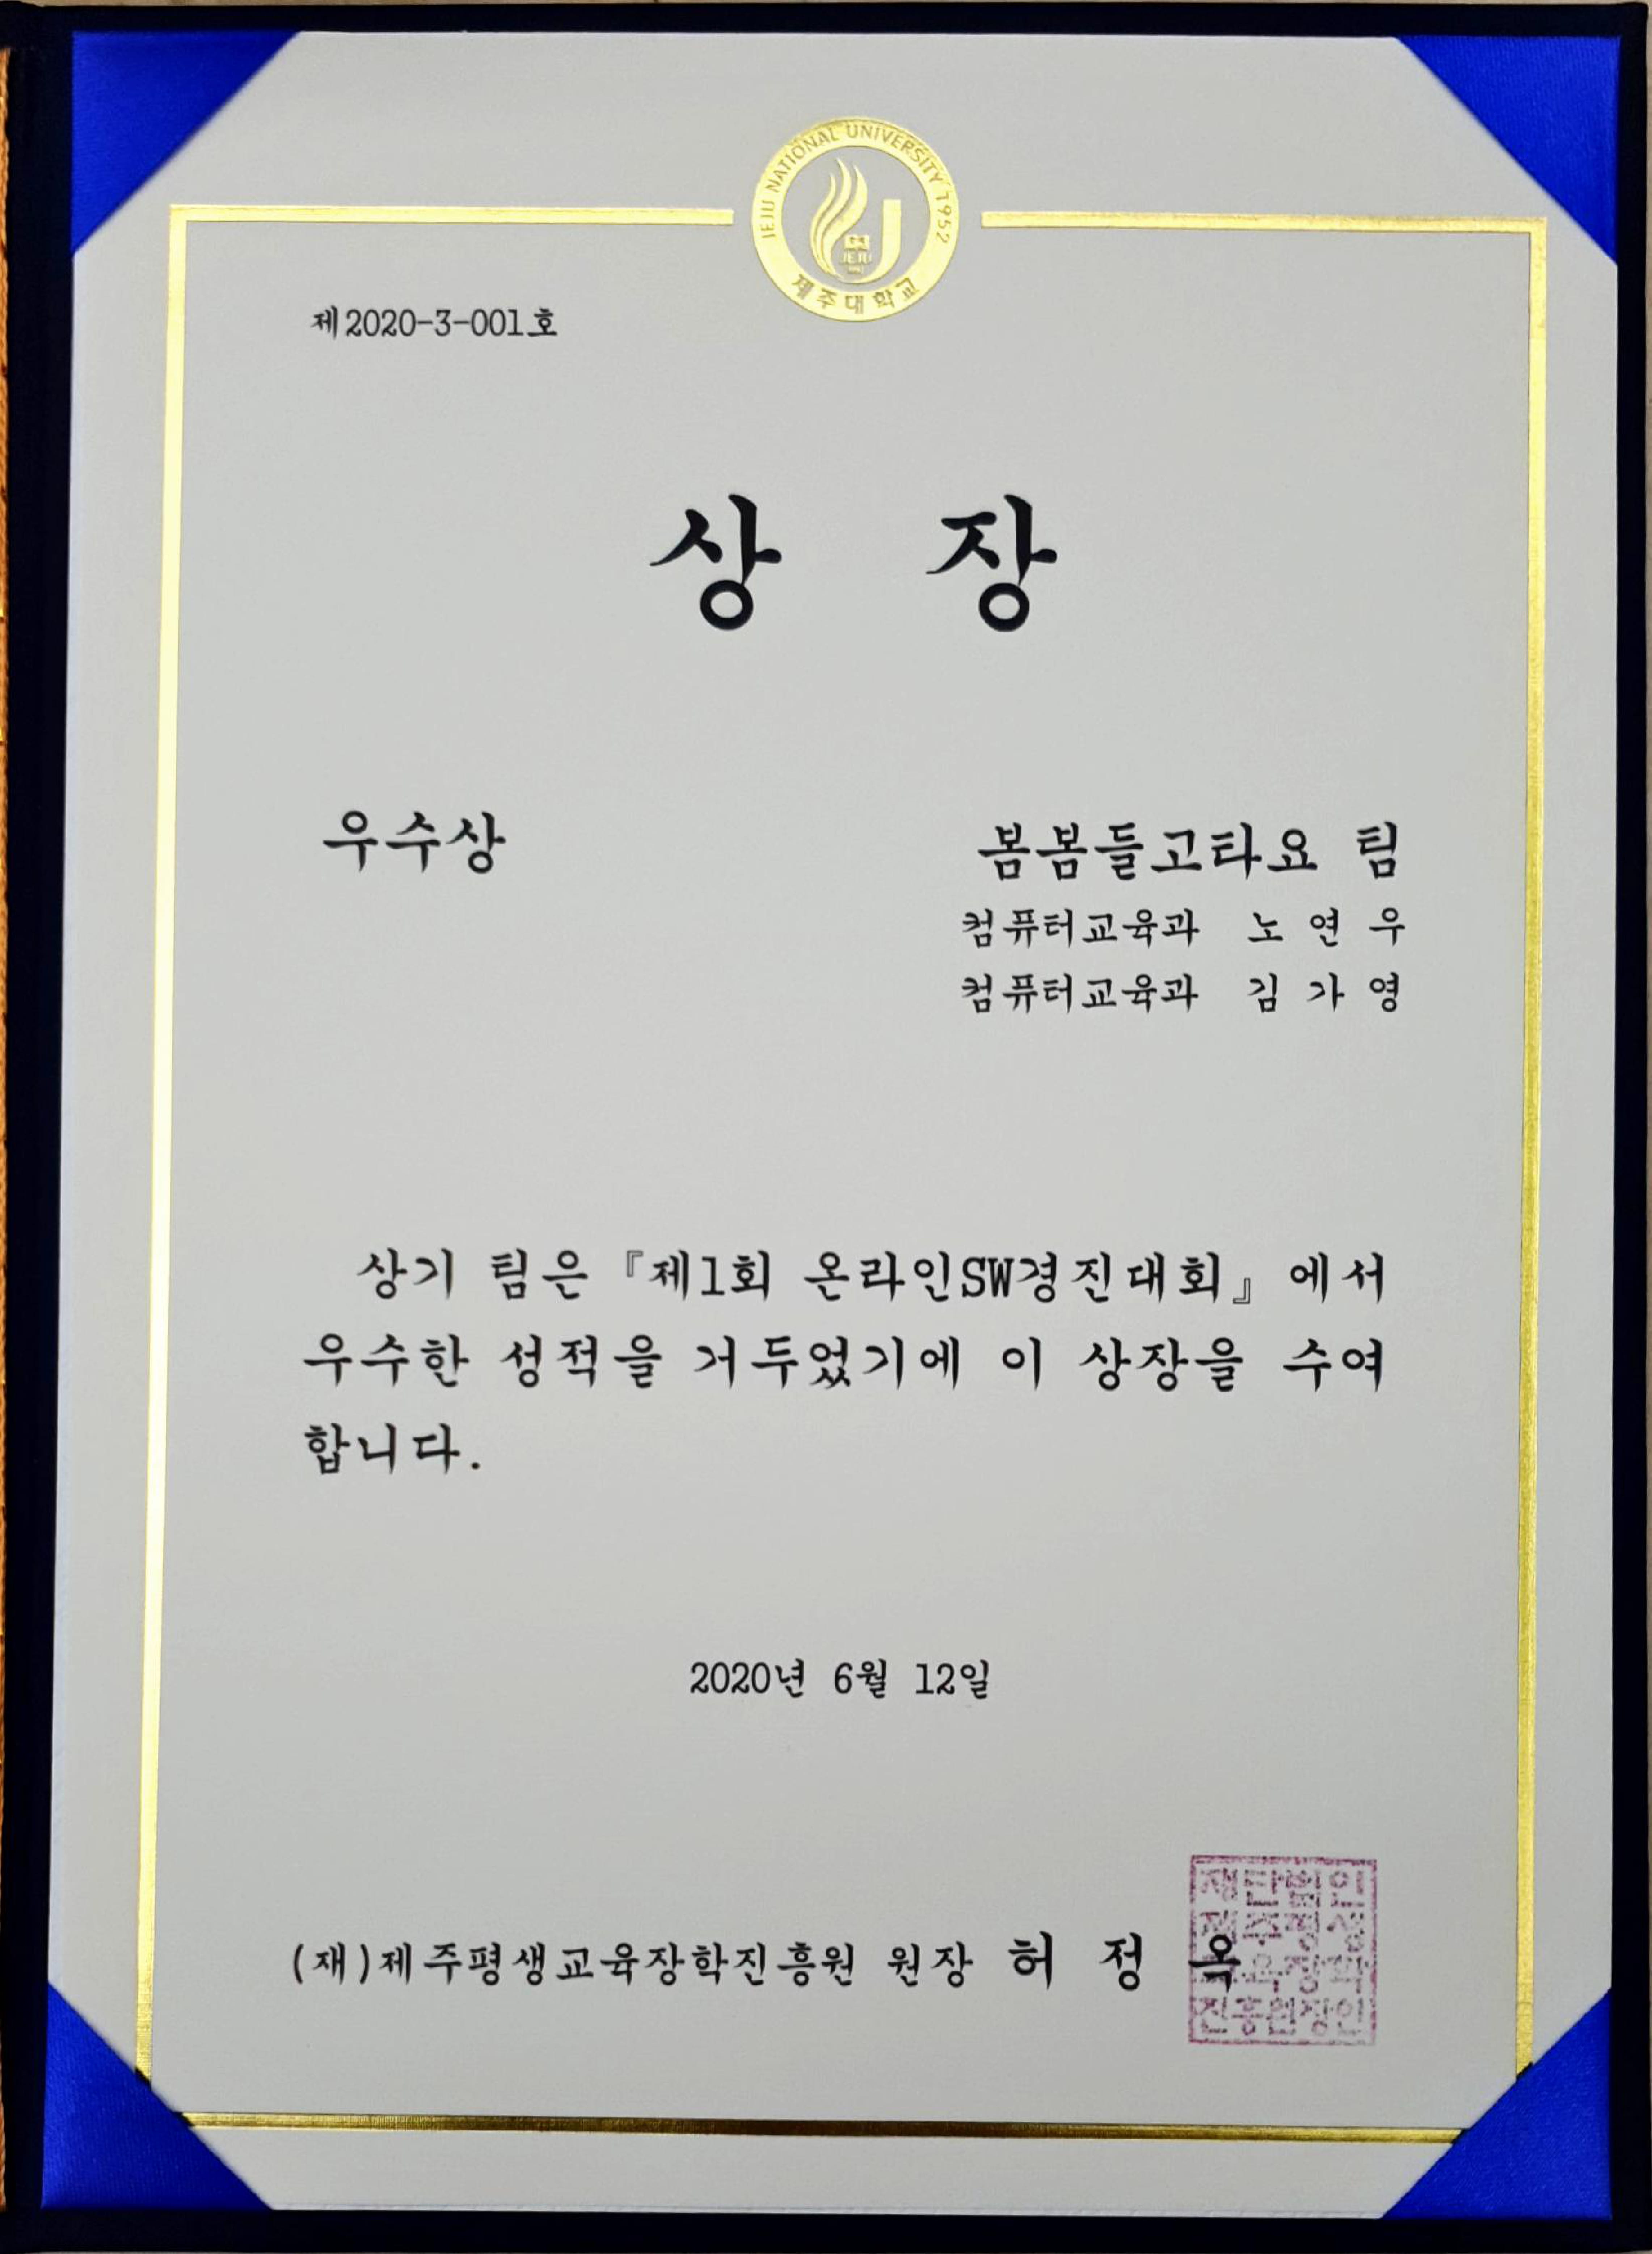 JEJU NATIONAL UNIVERSITY 1952
JEJU
제주대학교
제2020-3-001호
상 장
우수상
봄봄들고타요 팀
컴퓨터교육과 노 연 우
컴퓨터교육과 김 가 영
상기 팀은 『제1회 온라인SW경진대회』에서
우수한 성적을 거두었기에 이 상장을 수여
합니다.
2020년 6월 12일
(재)제주평생교육장학진흥원 원장 허 정 옥
재단법인
제주평생
교육장학
진흥원장인